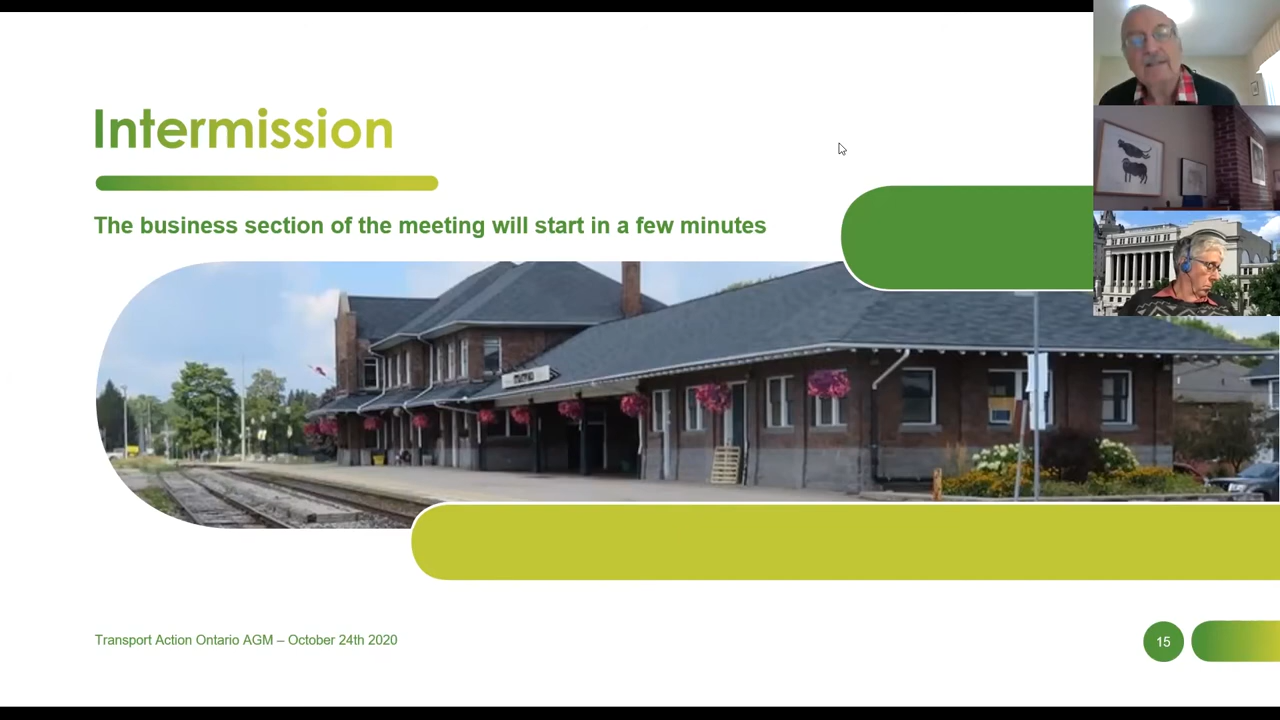 Intermission
The business section of the meeting will start in a few minutes
Transport Action Ontario AGM – October 24th 2020
15